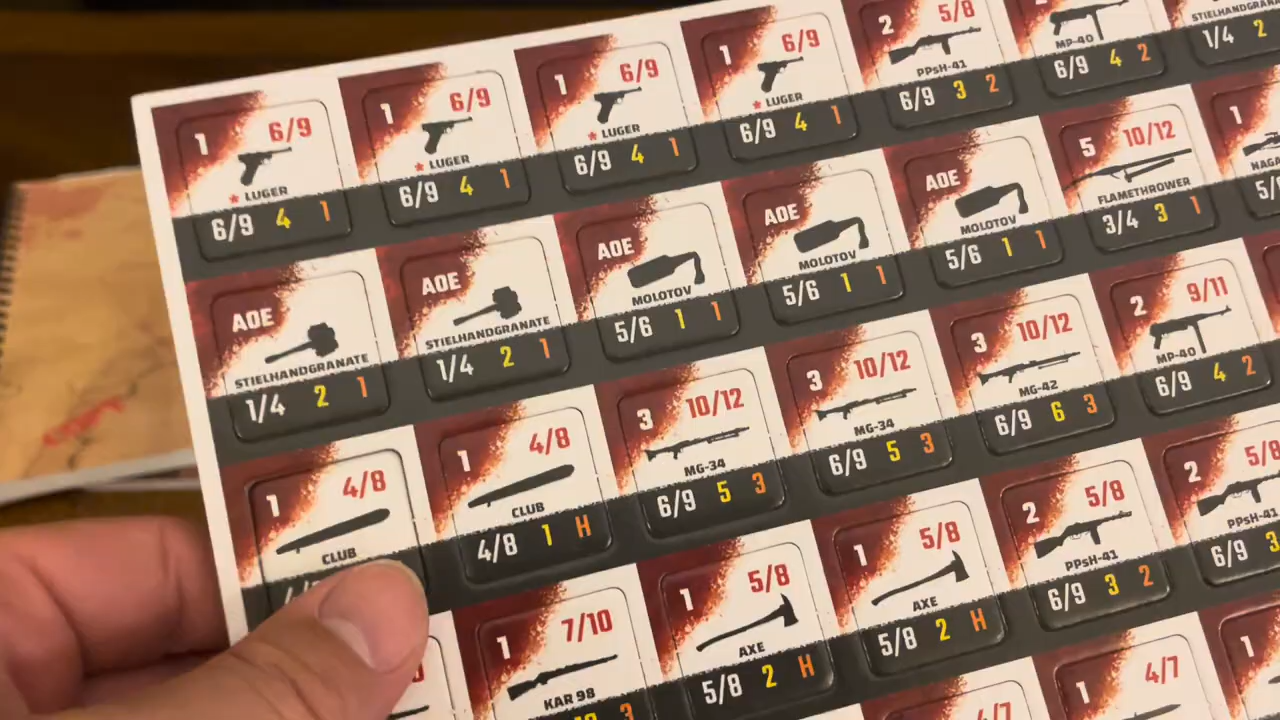 1 6/9
★ LUGER
6/9 4 1
1 6/9
★ LUGER
6/9 4 1
1 6/9
★ LUGER
6/9 4 1
1 6/9
★ LUGER
6/9 4 1
2 5/8
PPsH-41
6/9 3 2
MP-40
6/9 4 2
STIELHANDGRANATE
1/4 2
AOE
STIELHANDGRANATE
1/4 2 1
AOE
STIELHANDGRANATE
1/4 2 1
AOE
MOLOTOV
5/6 1 1
AOE
MOLOTOV
5/6 1 1
AOE
MOLOTOV
5/6 1 1
5 10/12
FLAMETHROWER
3/4 3 1
1
1 4/8
CLUB
1 4/8
CLUB
4/8 1 H
3 10/12
MG-34
6/9 5 3
3 10/12
MG-34
6/9 5 3
3 10/12
MG-42
6/9 6 3
2 9/11
MP-40
6/9 4 2
1 7/10
KAR 98
3
1 5/8
AXE
5/8 2 H
1 5/8
AXE
5/8 2 H
2 5/8
PPsH-41
6/9 3 2
2 5/8
PPsH-41
6/9 3
4/7
1 4/7
1